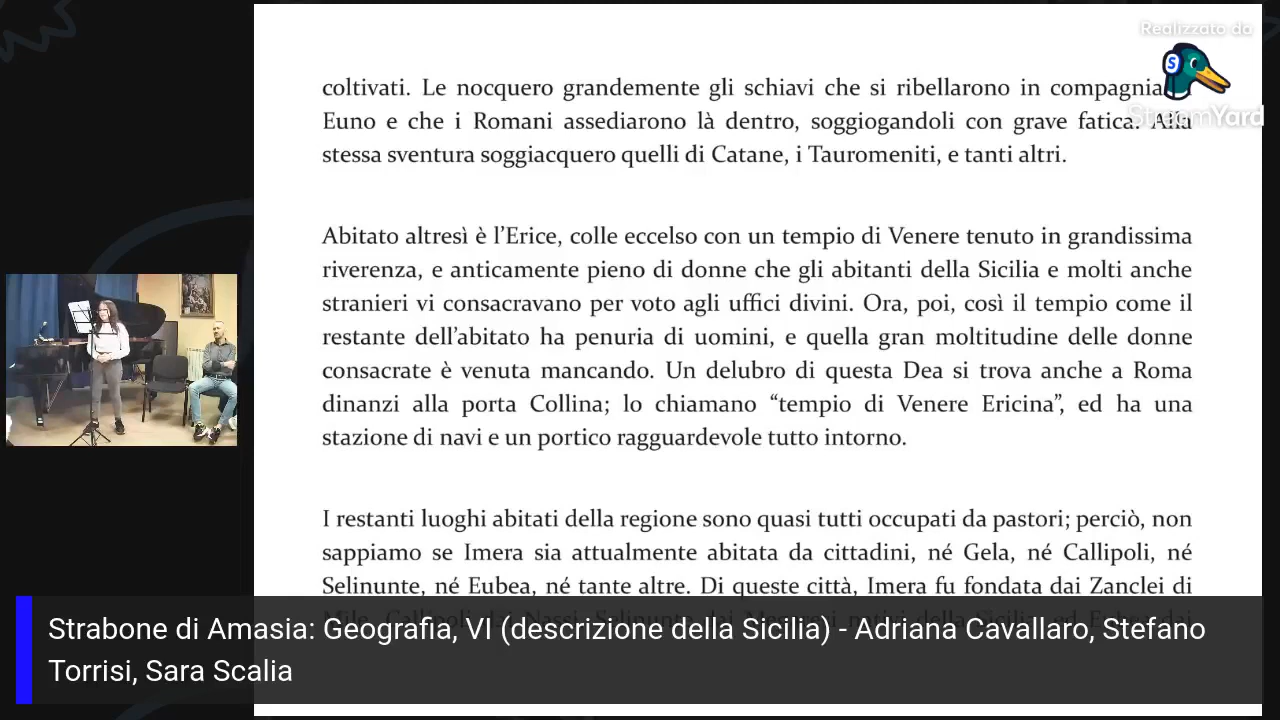 Realizzato da
StreamYard
coltivati. Le nocquero grandemente gli schiavi che si ribellarono in compagnia
Euno e che i Romani assediarono là dentro, soggiogandoli con grave fatica. Alla
stessa sventura soggiacquero quelli di Catane, i Tauromeniti, e tanti altri.
Abitato altresì è l’Erice, colle eccelso con un tempio di Venere tenuto in grandissima
riverenza, e anticamente pieno di donne che gli abitanti della Sicilia e molti anche
stranieri vi consacravano per voto agli uffici divini. Ora, poi, così il tempio come il
restante dell’abitato ha penuria di uomini, e quella gran moltitudine delle donne
consacrate è venuta mancando. Un delubro di questa Dea si trova anche a Roma
dinanzi alla porta Collina; lo chiamano “tempio di Venere Ericina”, ed ha una
stazione di navi e un portico ragguardevole tutto intorno.
I restanti luoghi abitati della regione sono quasi tutti occupati da pastori; perciò, non
sappiamo se Imera sia attualmente abitata da cittadini, né Gela, né Callipoli, né
Selinunte, né Eubea, né tante altre. Di queste città, Imera fu fondata dai Zanclei di
Strabone di Amasia: Geografia, VI (descrizione della Sicilia) - Adriana Cavallaro, Stefano
Torrisi, Sara Scalia